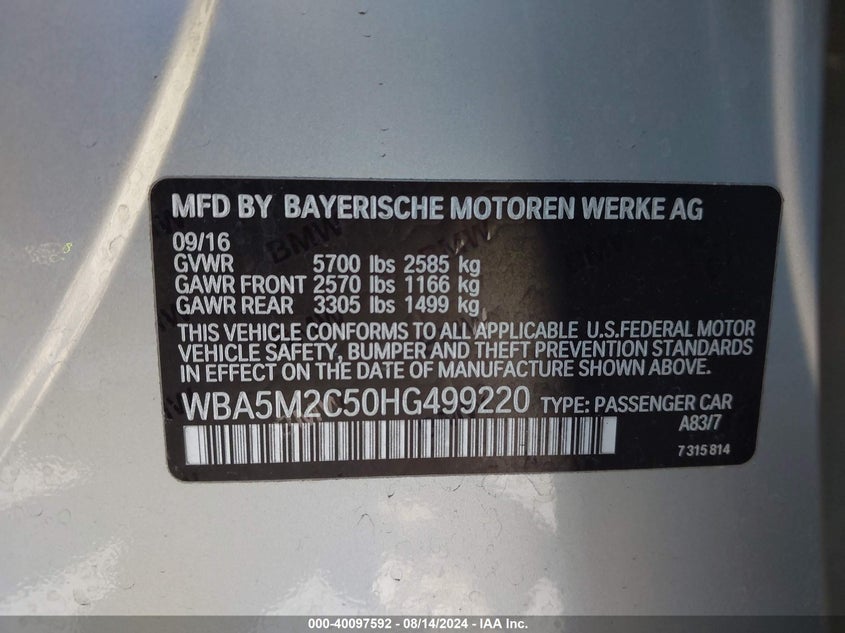 MFD BY BAYERISCHE MOTOREN WERKE AG
09/16
GVWR 5700 lbs 2585 kg
GAWR FRONT 2570 lbs 1166 kg
GAWR REAR 3305 lbs 1499 kg
THIS VEHICLE CONFORMS TO ALL APPLICABLE U.S.FEDERAL MOTOR
VEHICLE SAFETY, BUMPER AND THEFT PREVENTION STANDARDS
IN EFFECT ON THE DATE OF MANUFACTURE SHOWN ABOVE.
WBA5M2C50HG499220 TYPE: PASSENGER CAR
A83/7
7 315 814
000-40097592 - 08/14/2024 - IAA Inc.